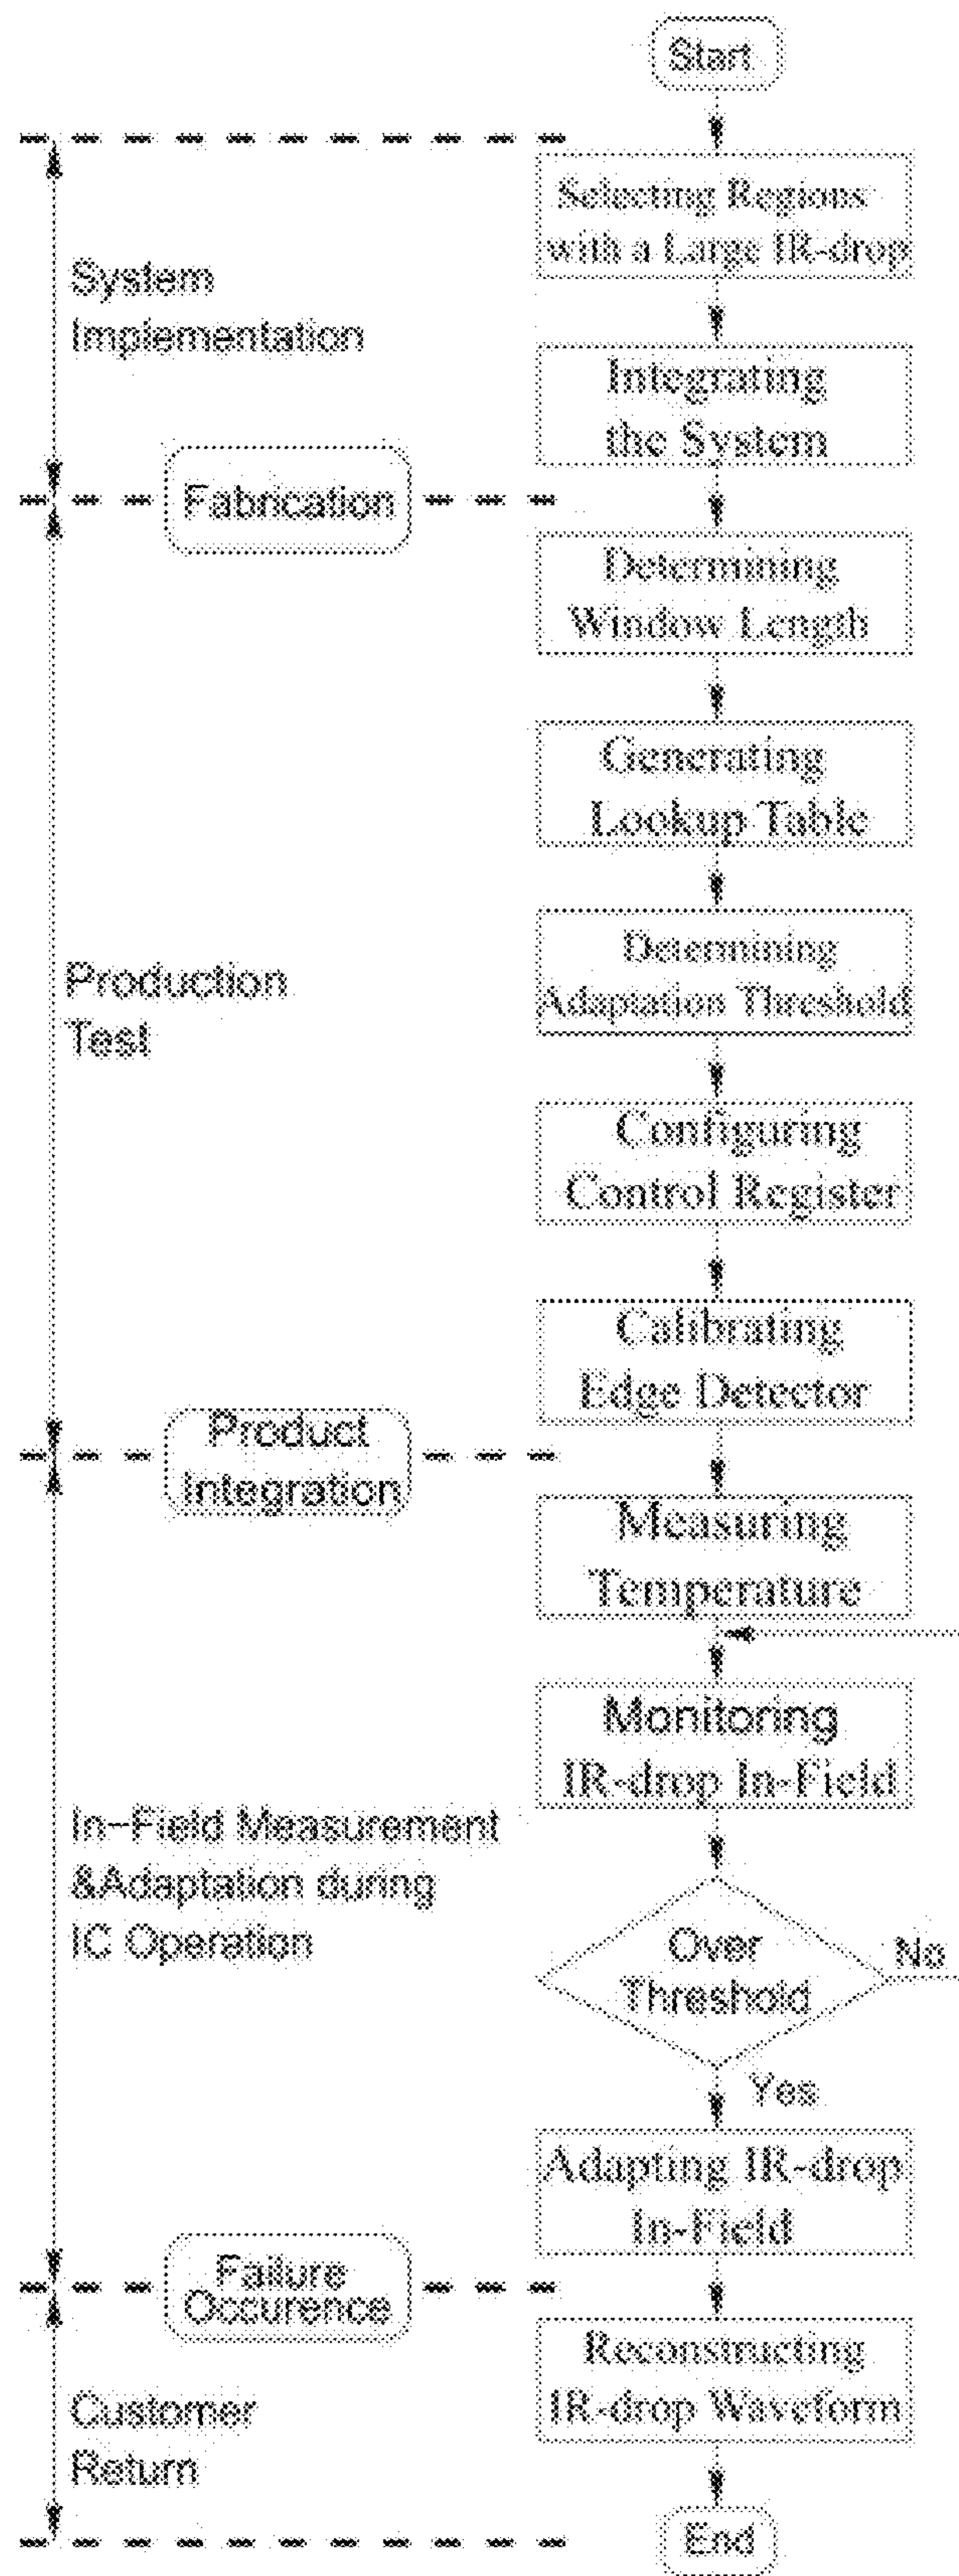 Start
Selecting Regions
with a Large IR-drop
System
Implementation
Integrating
the System
Fabrication
Determining
Window Length
Generating
Lookup Table
Determining
Adaptation Threshold
Production
Test
Configuring
Control Register
Calibrating
Edge Detector
Product
Integration
Measuring
Temperature
Monitoring
IR-drop In-Field
In-Field Measurement
&Adaptation during
IC Operation
Over
Threshold
No
Yes
Adapting IR-drop
In-Field
Failure
Occurence
Reconstructing
IR-drop Waveform
Customer
Return
End